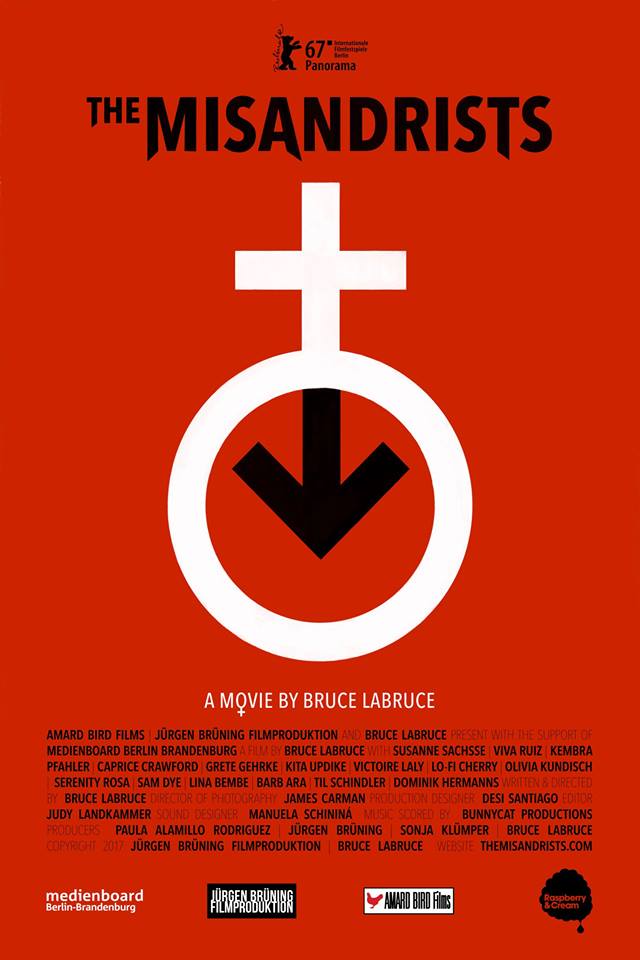 67 Internationale
Filmfestspiele
Berlin
Panorama
THE MISANDRISTS
A MOVIE BY BRUCE LABRUCE
AMARD BIRD FILMS | JÜRGEN BRÜNING FILMPRODUKTION AND BRUCE LABRUCE PRESENT WITH THE SUPPORT OF
MEDIENBOARD BERLIN BRANDENBURG A FILM BY BRUCE LABRUCE WITH SUSANNE SACHSSE | VIVA RUIZ | KEMBRA
PFAHLER | CAPRICE CRAWFORD | GRETE GEHRKE | KITA UPDIKE | VICTOIRE LALY | LO-FI CHERRY | OLIVIA KUNDISCH
| SERENITY ROSA | SAM DYE | LINA BEMBE | BARB ARA | TIL SCHINDLER | DOMINIK HERMANNS WRITTEN & DIRECTED
BY BRUCE LABRUCE DIRECTOR OF PHOTOGRAPHY JAMES CARMAN PRODUCTION DESIGNER DESI SANTIAGO EDITOR
JUDY LANDKAMMER SOUND DESIGNER MANUELA SCHININÁ MUSIC SCORED BY BUNNYCAT PRODUCTIONS
PRODUCERS PAULA ALAMILLO RODRIGUEZ | JÜRGEN BRÜNING | SONJA KLÜMPER | BRUCE LABRUCE
COPYRIGHT 2017 JÜRGEN BRÜNING FILMPRODUKTION | BRUCE LABRUCE WEBSITE THEMISANDRISTS.COM
medienboard
Berlin-Brandenburg
JÜRGEN BRÜNING
FILMPRODUKTION
AMARD BIRD Films
Raspberry
&Cream